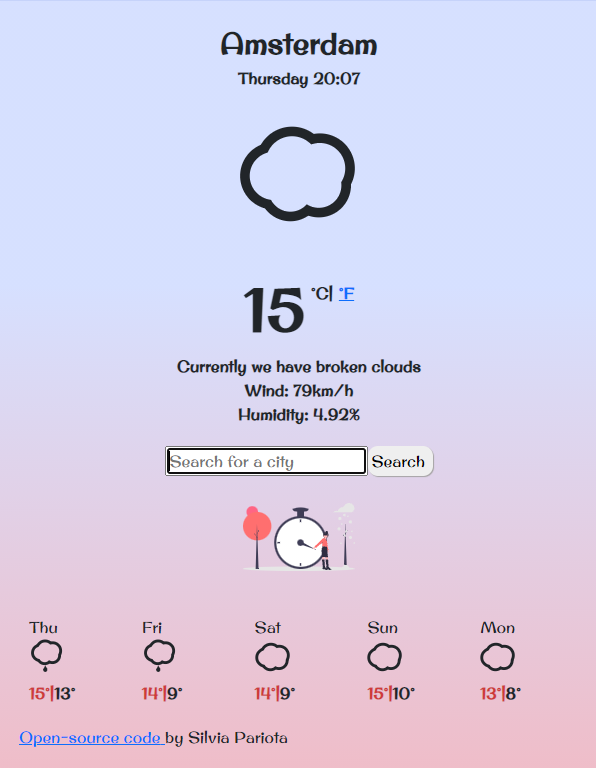 Amsterdam
Thursday 20:07
15 °C| °F
Currently we have broken clouds
Wind: 79km/h
Humidity: 4.92%
Search for a city Search
Thu Fri Sat Sun Mon
15°|13° 14°|9° 14°|9° 15°|10° 13°|8°
Open-source code by Silvia Pariota